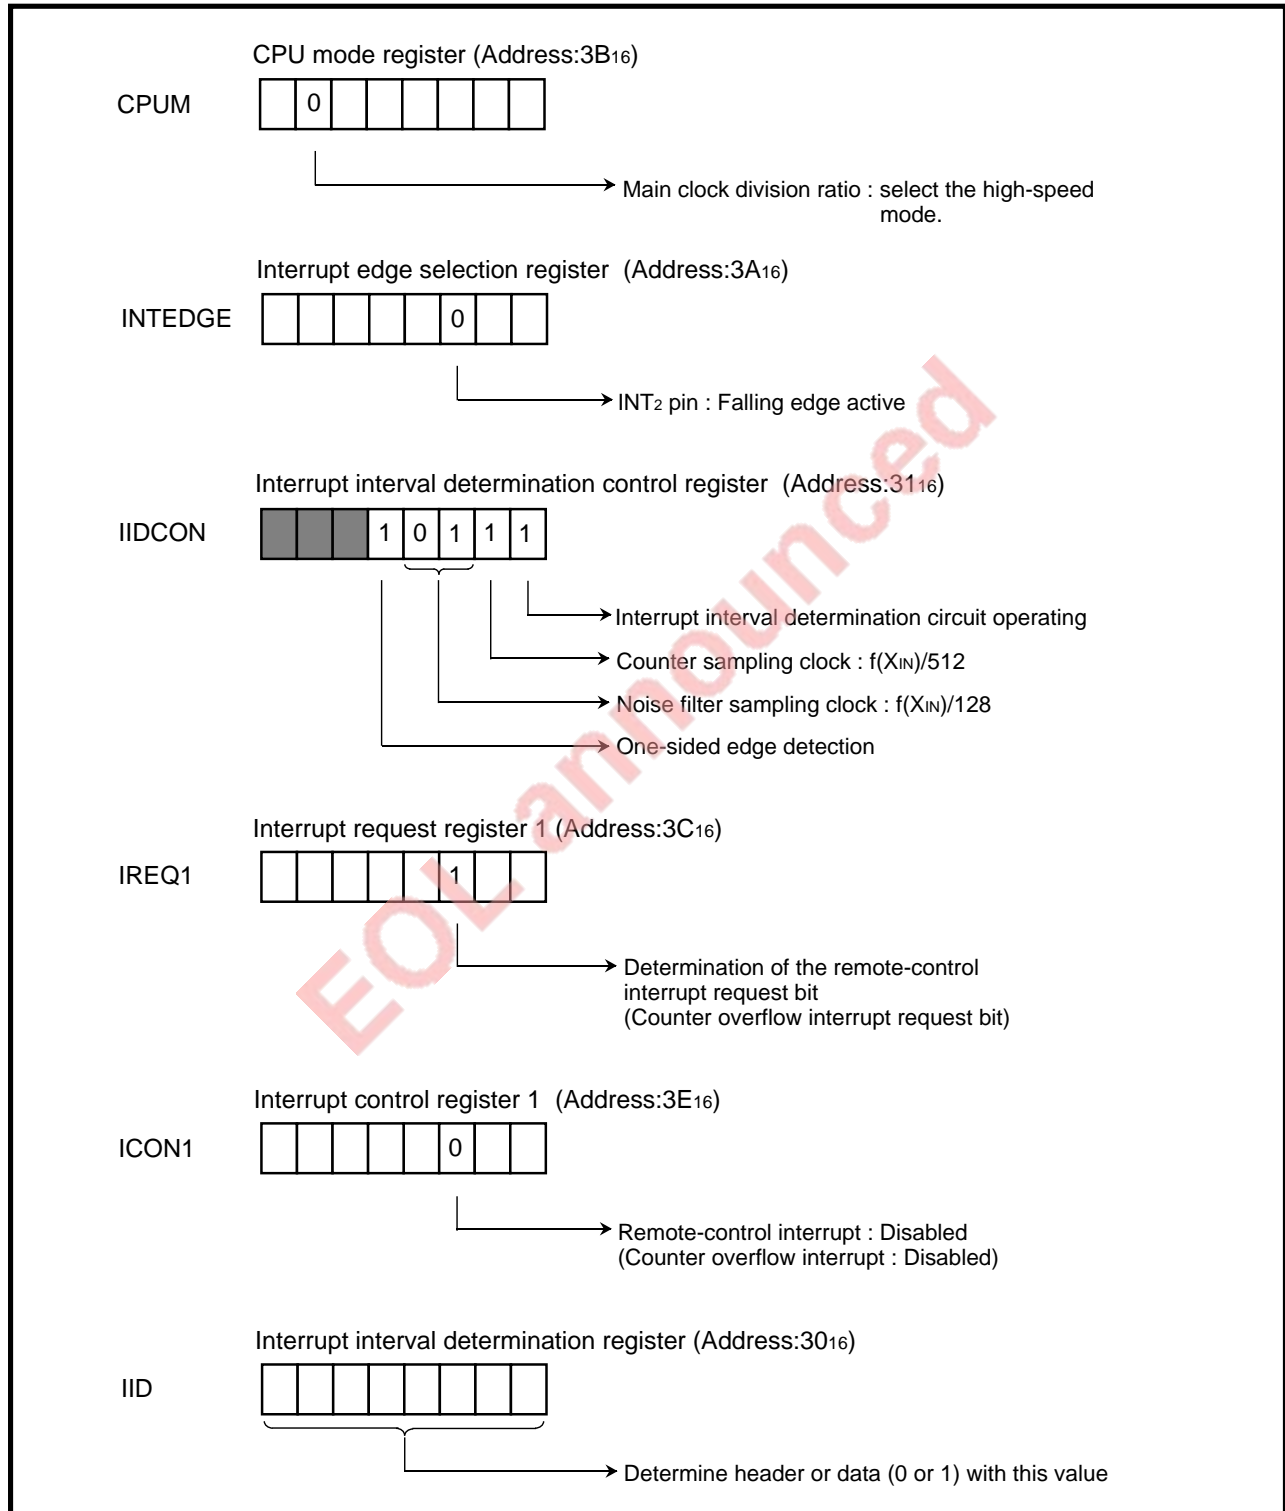 CPU mode register (Address:3B16)
CPUM
0
Main clock division ratio : select the high-speed
mode.
Interrupt edge selection register (Address:3A16)
INTEDGE
0
INT2 pin : Falling edge active
Interrupt interval determination control register (Address:3116)
IIDCON
1 0 1 1 1
Interrupt interval determination circuit operating
Counter sampling clock : f(XIN)/512
Noise filter sampling clock : f(XIN)/128
One-sided edge detection
Interrupt request register 1 (Address:3C16)
IREQ1
1
Determination of the remote-control
interrupt request bit
(Counter overflow interrupt request bit)
Interrupt control register 1 (Address:3E16)
ICON1
0
Remote-control interrupt : Disabled
(Counter overflow interrupt : Disabled)
Interrupt interval determination register (Address:3016)
IID
Determine header or data (0 or 1) with this value
EOL announced